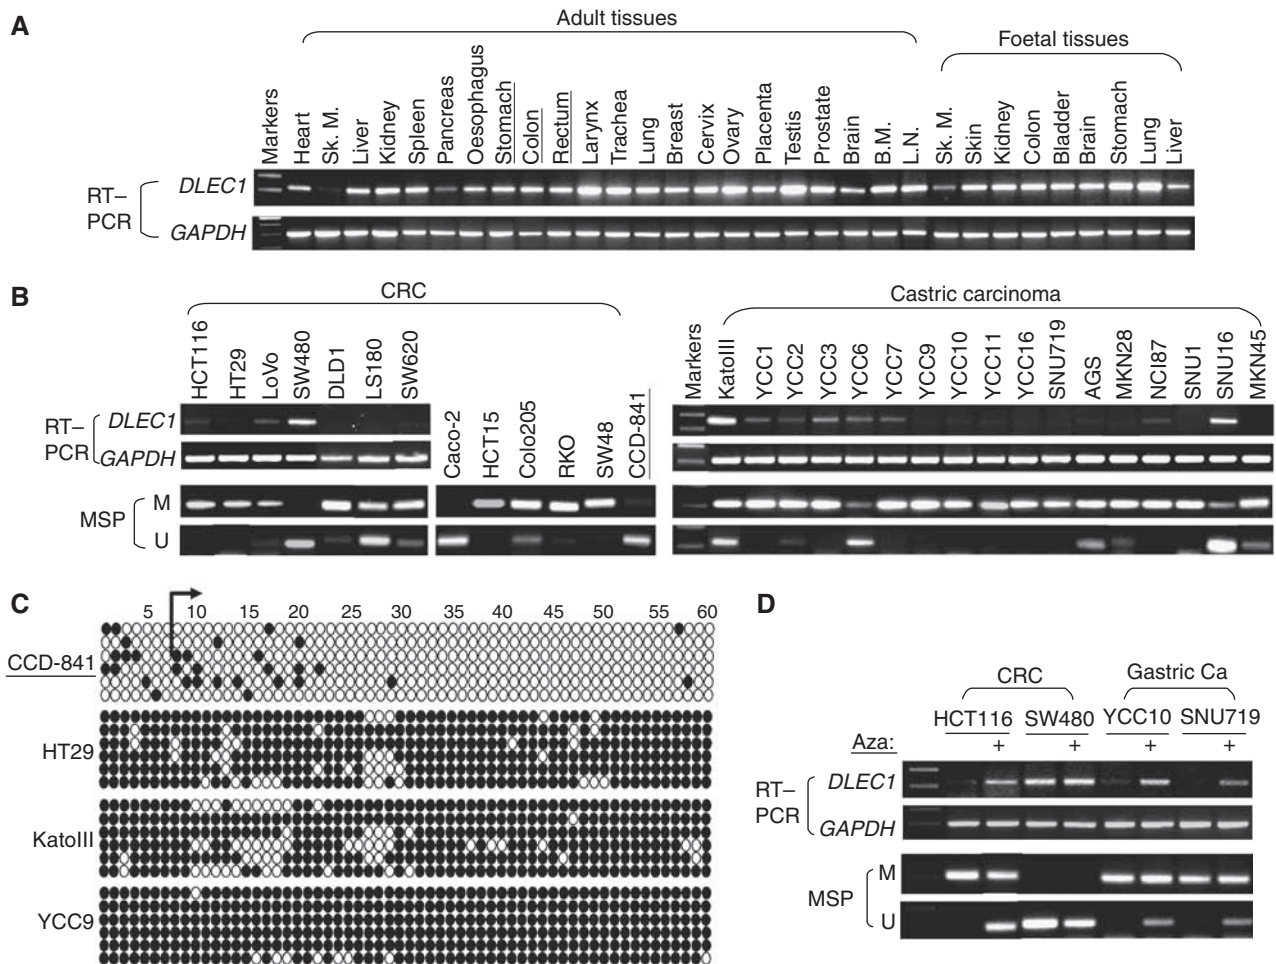 A
Adult tissues
Foetal tissues
Markers
Heart
Sk. M.
Liver
Kidney
Spleen
Pancreas
Oesophagus
Stomach
Colon
Rectum
Larynx
Trachea
Lung
Breast
Cervix
Ovary
Placenta
Testis
Prostate
Brain
B.M.
L.N.
Sk. M.
Skin
Kidney
Colon
Bladder
Brain
Stomach
Lung
Liver
RT–
PCR
DLEC1
GAPDH
B
CRC
Castric carcinoma
HCT116
HT29
LoVo
SW480
DLD1
LS180
SW620
Caco-2
HCT15
Colo205
RKO
SW48
CCD-841
Markers
KatoIII
YCC1
YCC2
YCC3
YCC6
YCC7
YCC9
YCC10
YCC11
YCC16
SNU719
AGS
MKN28
NCI87
SNU1
SNU16
MKN45
RT–
PCR
DLEC1
GAPDH
MSP
M
U
C
5 10 15 20 25 30 35 40 45 50 55 60
CCD-841
HT29
KatoIII
YCC9
D
CRC
Gastric Ca
HCT116 SW480 YCC10 SNU719
Aza: + + + +
RT–
PCR
DLEC1
GAPDH
MSP
M
U